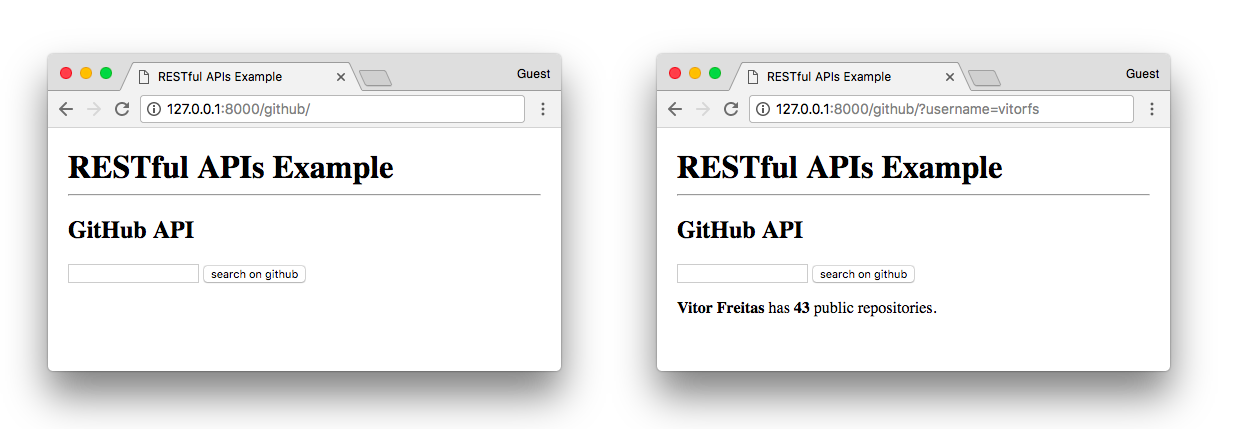 RESTful APIs Example
Guest
127.0.0.1:8000/github/
RESTful APIs Example
GitHub API
search on github
RESTful APIs Example
Guest
127.0.0.1:8000/github/?username=vitorfs
RESTful APIs Example
GitHub API
search on github
Vitor Freitas has 43 public repositories.